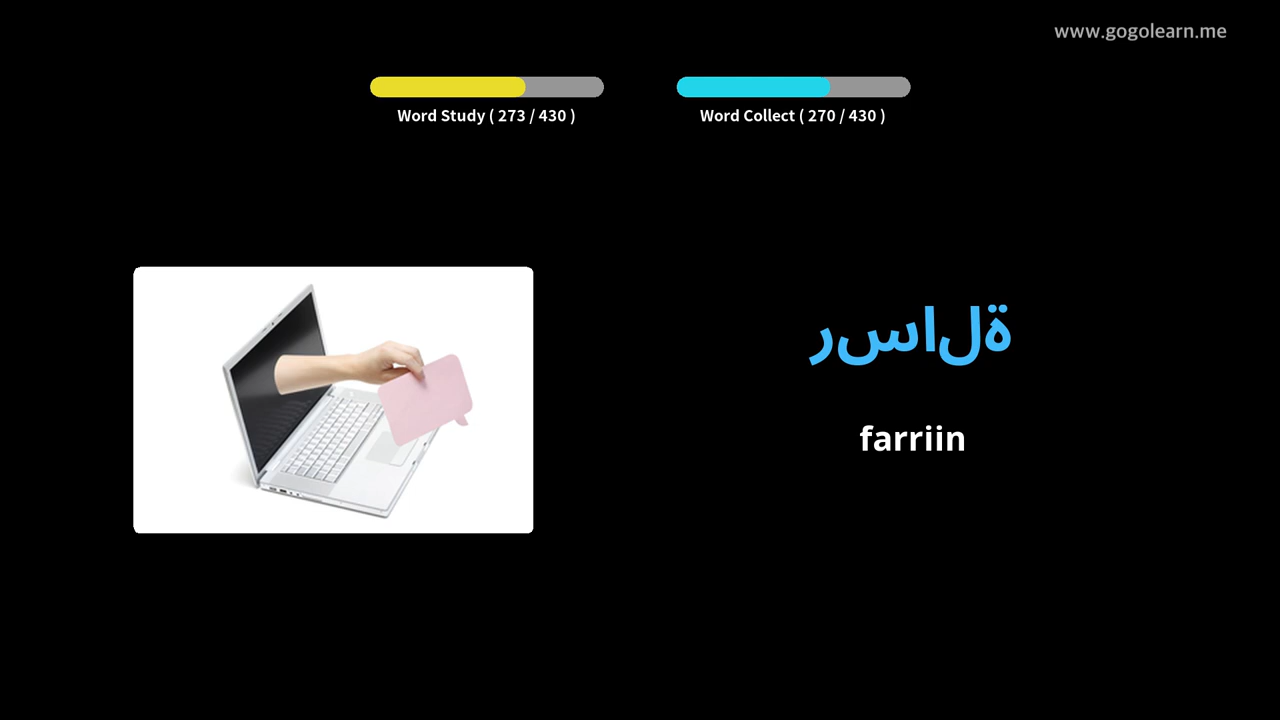 www.gogolearn.me
Word Study ( 273 / 430 )
Word Collect ( 270 / 430 )
رسالة
farriin